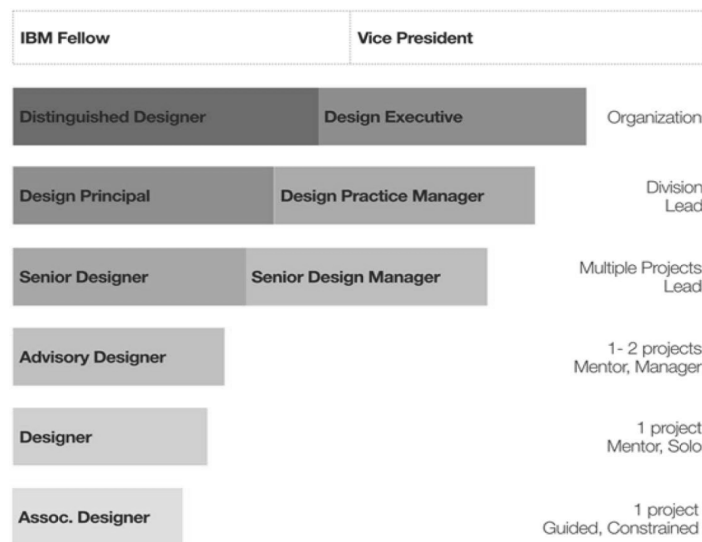 IBM Fellow
Vice President
Distinguished Designer
Design Executive
Organization
Design Principal
Design Practice Manager
Division
Lead
Senior Designer
Senior Design Manager
Multiple Projects
Lead
Advisory Designer
1- 2 projects
Mentor, Manager
Designer
1 project
Mentor, Solo
Assoc. Designer
1 project
Guided, Constrained